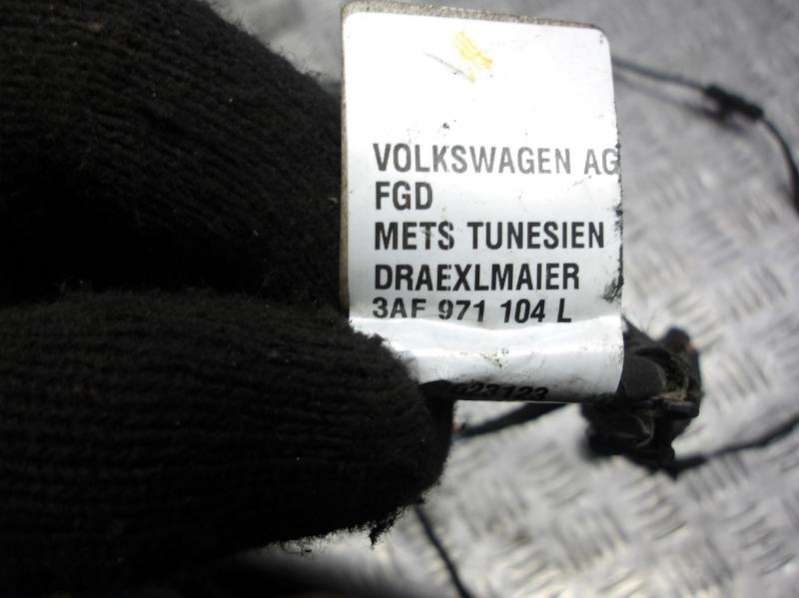 VOLKSWAGEN AG
FGD
METS TUNESIEN
DRAEXLMAIER
3AF 971 104 L